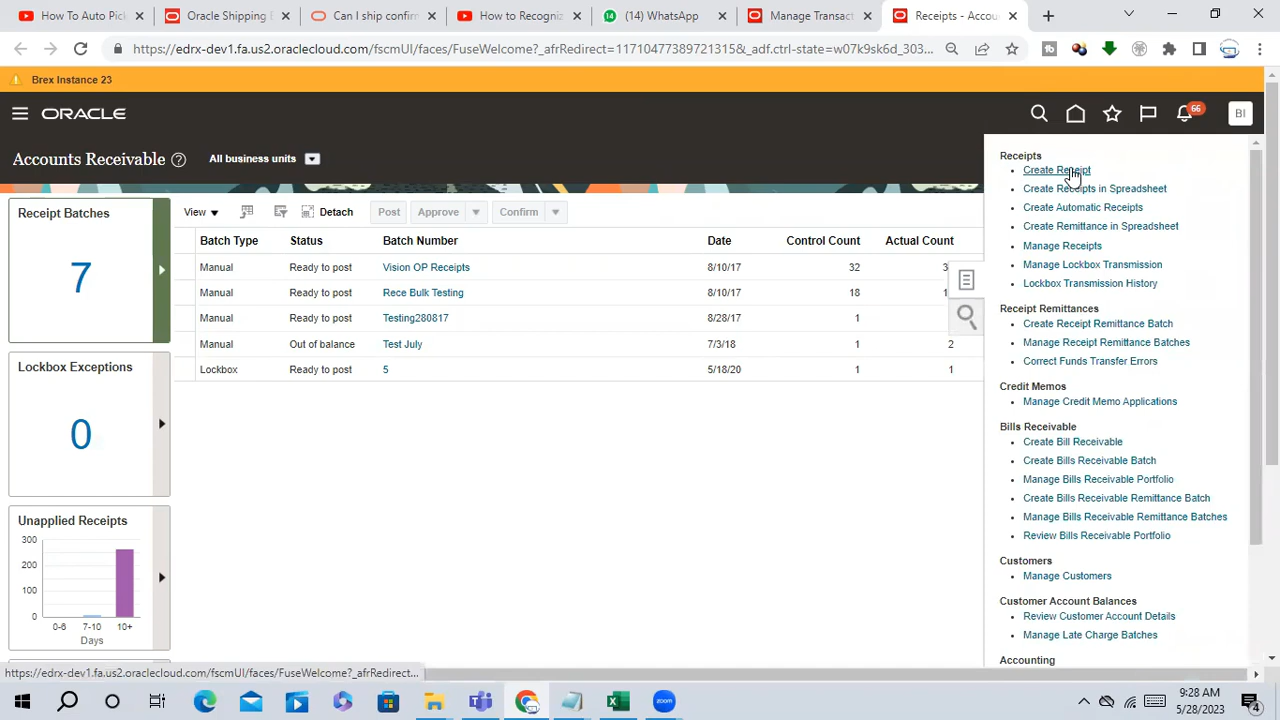 How To Auto Pick
Oracle Shipping E
Can I ship confir
How to Recogniz
(12) WhatsApp
Manage Transact
Receipts - Accou
https://edrx-dev1.fa.us2.oraclecloud.com/fscmUI/faces/FuseWelcome?_afrRedirect=11710477389721315&_adf.ctrl-state=w07k9sk6d_303...
Brex Instance 23
ORACLE
66
BI
Accounts Receivable
All business units
Receipt Batches
7
Lockbox Exceptions
0
Unapplied Receipts
300
200
100
0
0-6 7-10 10+
Days
View
Detach
Post
Approve
Confirm
Batch Type Status Batch Number Date Control Count Actual Count
Manual Ready to post Vision OP Receipts 8/10/17 32
Manual Ready to post Rece Bulk Testing 8/10/17 18
Manual Ready to post Testing280817 8/28/17 1
Manual Out of balance Test July 7/3/18 1 2
Lockbox Ready to post 5 5/18/20 1 1
Receipts
Create Receipt
Create Receipts in Spreadsheet
Create Automatic Receipts
Create Remittance in Spreadsheet
Manage Receipts
Manage Lockbox Transmission
Lockbox Transmission History
Receipt Remittances
Create Receipt Remittance Batch
Manage Receipt Remittance Batches
Correct Funds Transfer Errors
Credit Memos
Manage Credit Memo Applications
Bills Receivable
Create Bill Receivable
Create Bills Receivable Batch
Manage Bills Receivable Portfolio
Create Bills Receivable Remittance Batch
Manage Bills Receivable Remittance Batches
Review Bills Receivable Portfolio
Customers
Manage Customers
Customer Account Balances
Review Customer Account Details
Manage Late Charge Batches
Accounting
https://edrx-dev1.fa.us2.oraclecloud.com/fscmUI/faces/FuseWelcome?_afrRedirect...
zoom
9:28 AM
5/28/2023
4